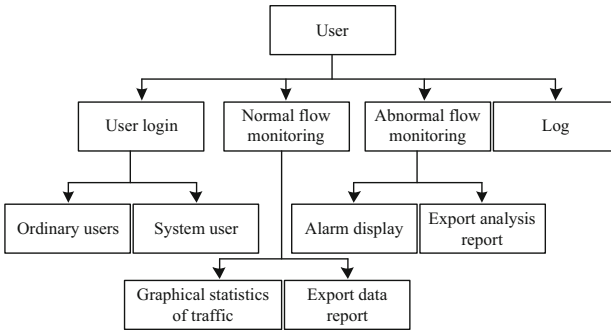 User
User login
Normal flow
monitoring
Abnormal flow
monitoring
Log
Ordinary users
System user
Alarm display
Export analysis
report
Graphical statistics
of traffic
Export data
report